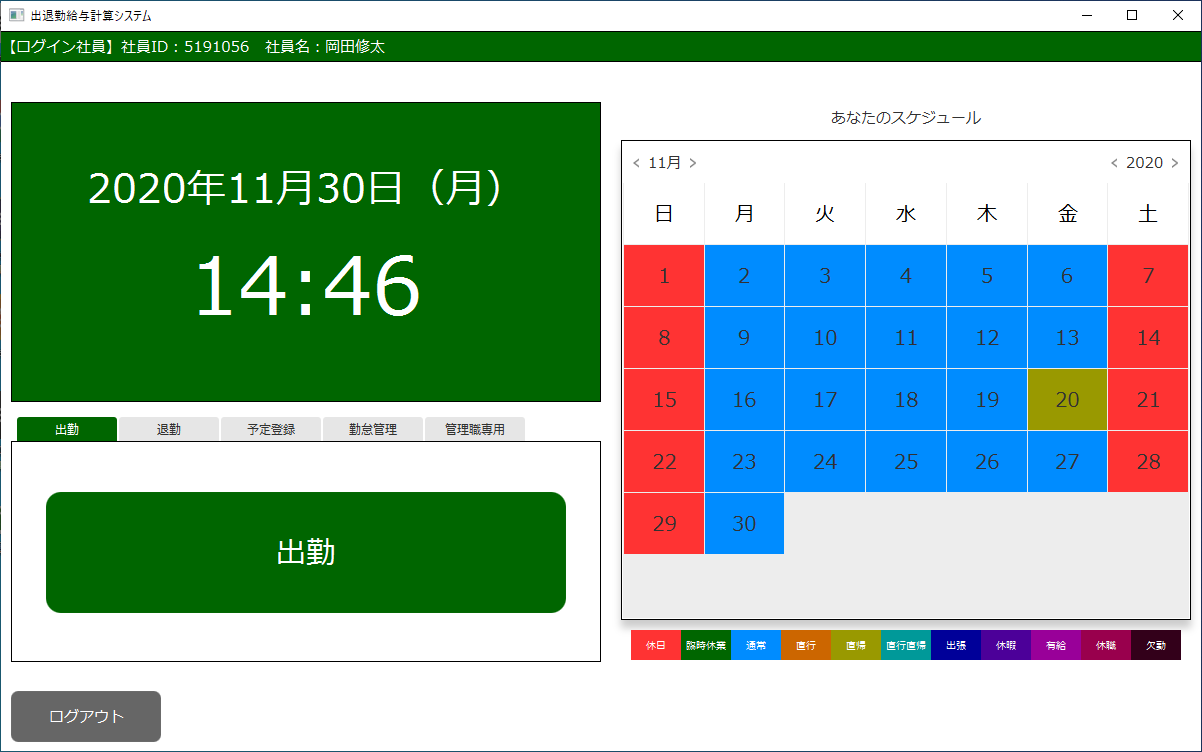 出退勤給与計算システム
【ログイン社員】社員ID：5191056　社員名：岡田修太
2020年11月30日（月）
14:46
出勤 退勤 予定登録 勤怠管理 管理職専用
出勤
ログアウト
あなたのスケジュール
< 11月 > < 2020 >
日 月 火 水 木 金 土
1 2 3 4 5 6 7
8 9 10 11 12 13 14
15 16 17 18 19 20 21
22 23 24 25 26 27 28
29 30
休日 臨時休業 通常 直行 直帰 直行直帰 出張 休暇 有給 休職 欠勤